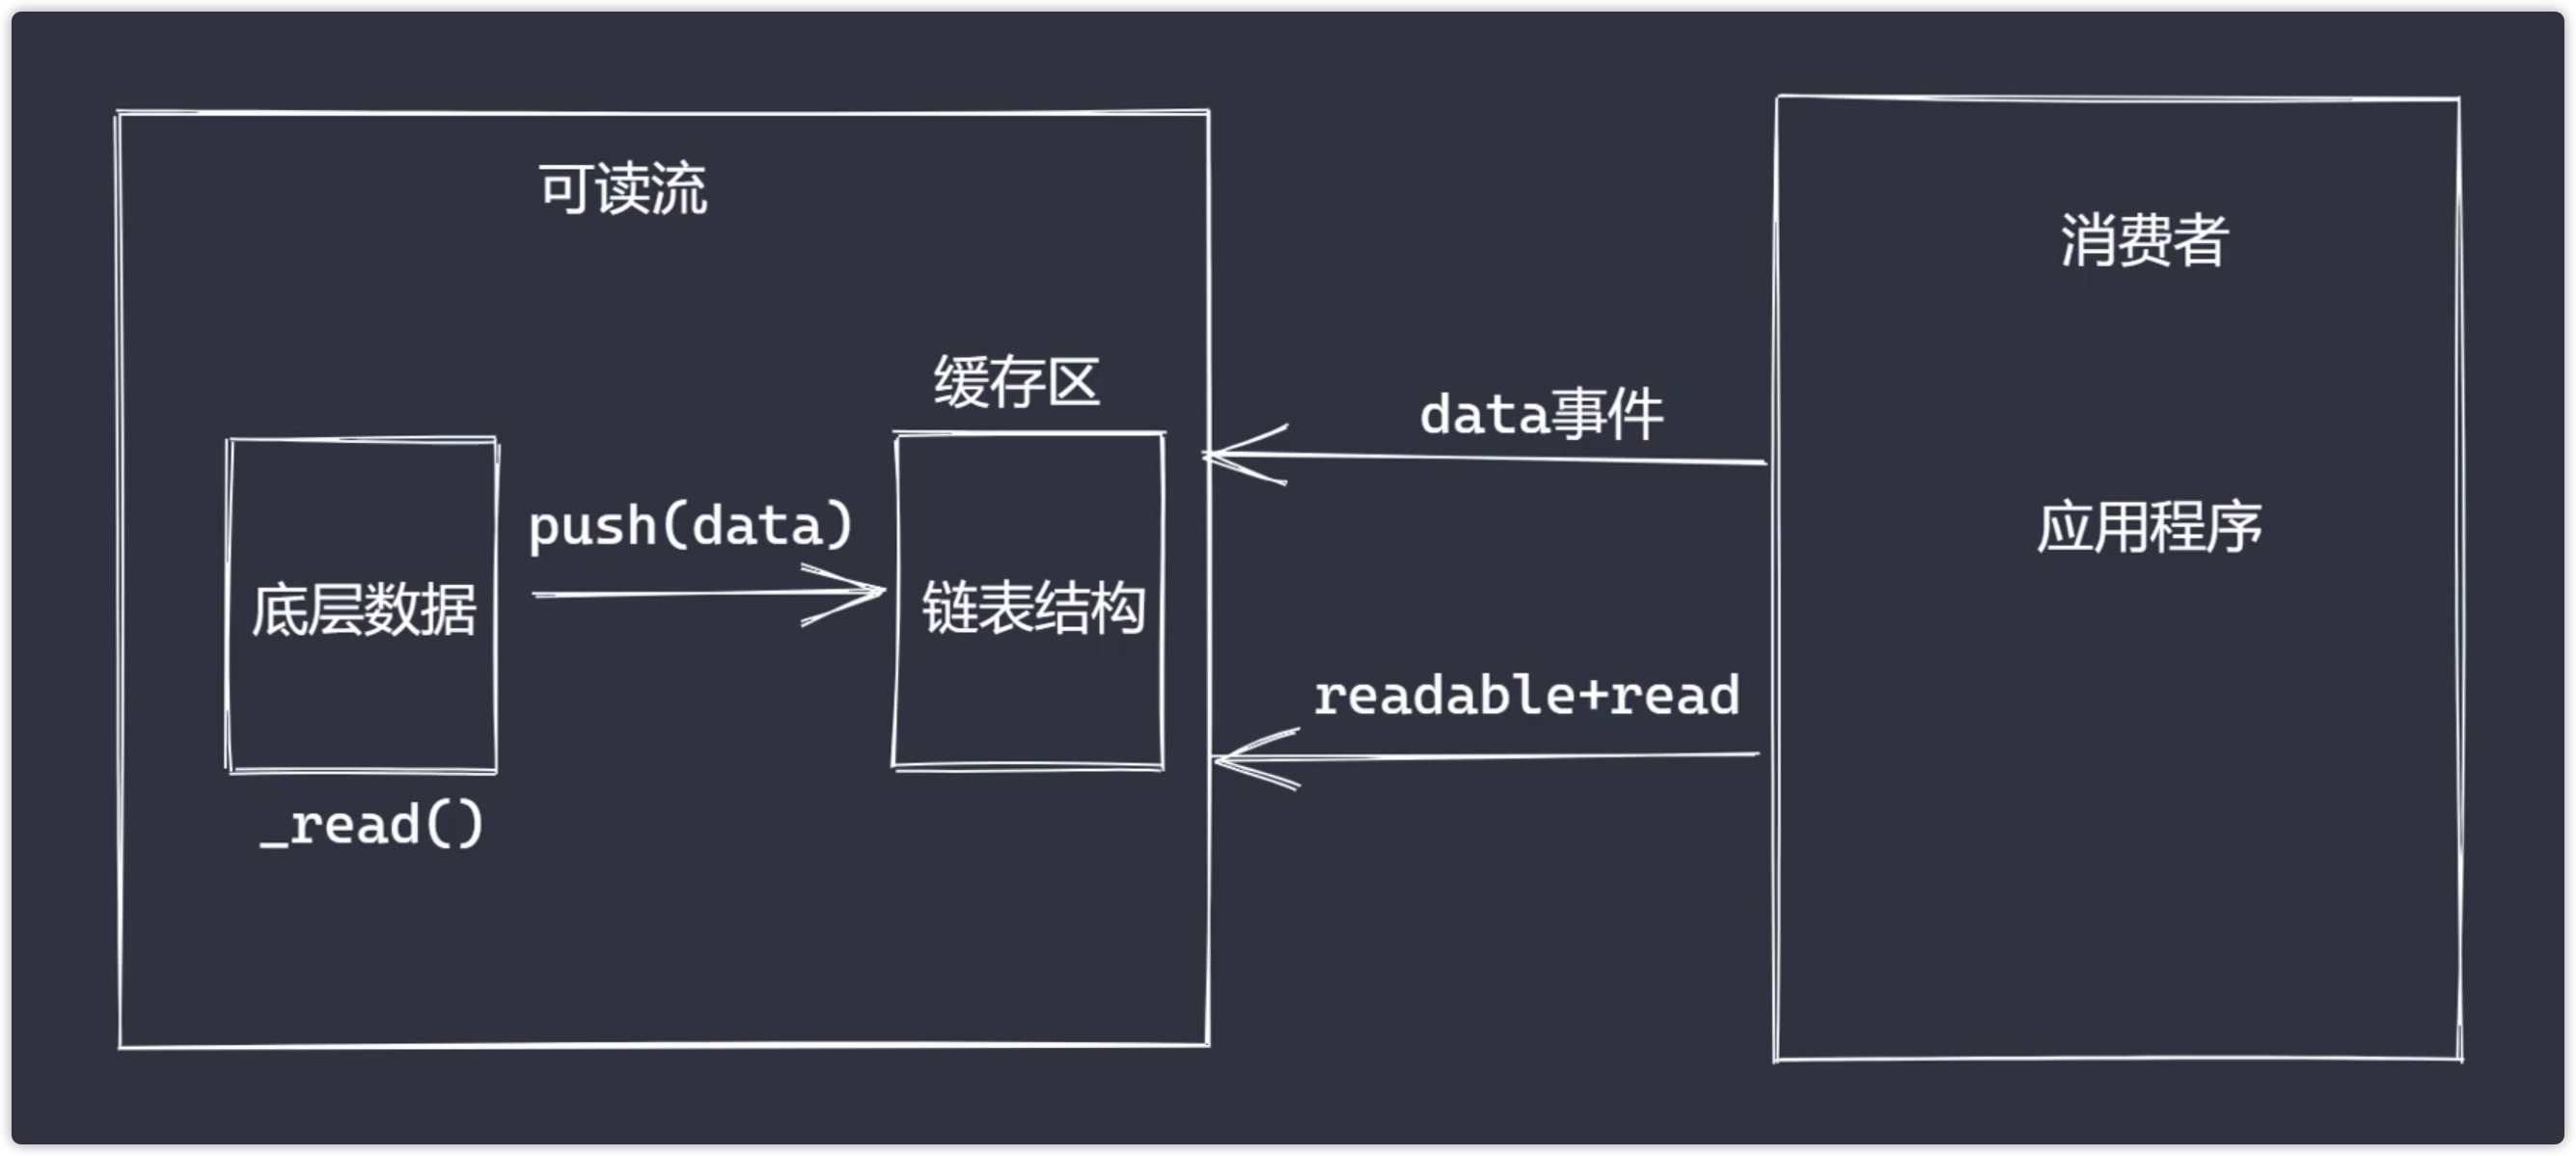 可读流
缓存区
底层数据
push(data)
链表结构
_read()
data事件
readable+read
消费者
应用程序